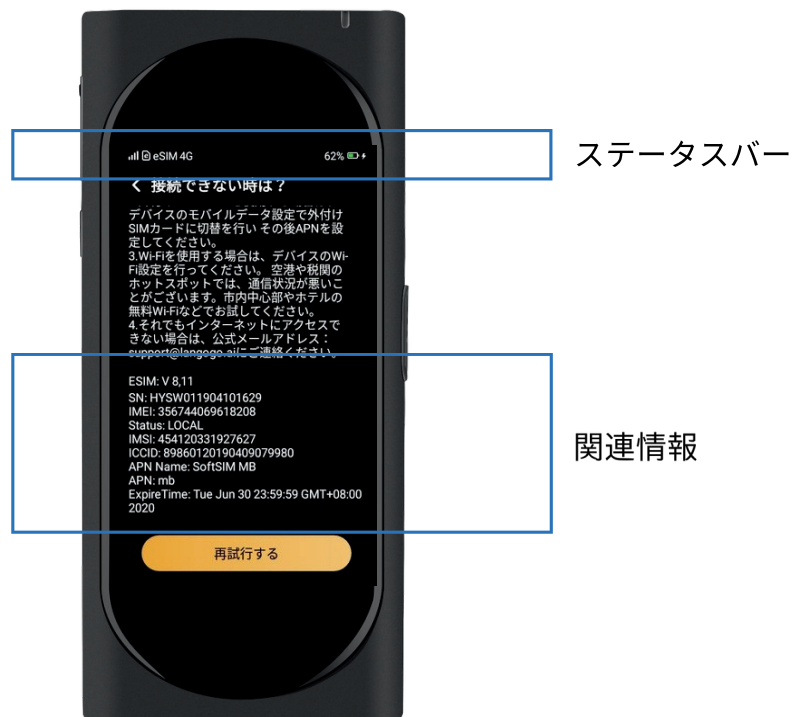 ステータスバー
eSIM 4G
62%
接続できない時は？
デバイスのモバイルデータ設定で外付け
SIMカードに切替を行い その後APNを設
定してください。
3.Wi-Fiを使用する場合は、デバイスのWi-
Fi設定を行ってください。 空港や税関の
ホットスポットでは、通信状況が悪いこ
とがございます。市内中心部やホテルの
無料Wi-Fiなどでお試してください。
4.それでもインターネットにアクセスで
きない場合は、公式メールアドレス：
support@langogo.aiにご連絡ください。
ESIM: V 8,11
SN: HYSW011904101629
IMEI: 356744069618208
Status: LOCAL
IMSI: 454120331927627
ICCID: 89860120190409079980
APN Name: SoftSIM MB
APN: mb
ExpireTime: Tue Jun 30 23:59:59 GMT+08:00
2020
関連情報
再試行する